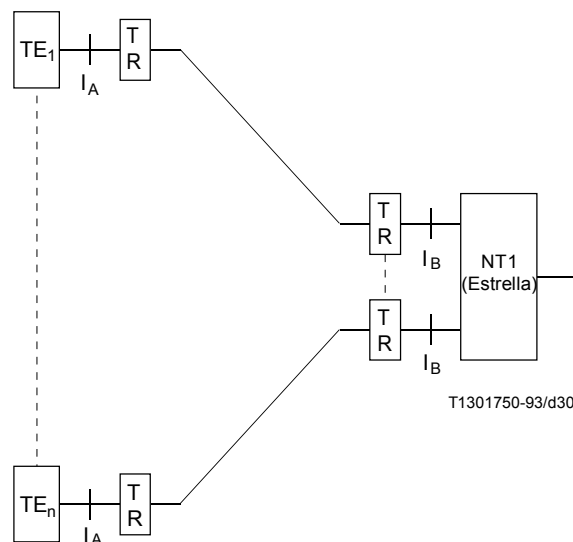 TE1
IA
T
R
T
R
IB
NT1
(Estrella)
T
R
IB
T1301750-93/d30
TEn
IA
T
R